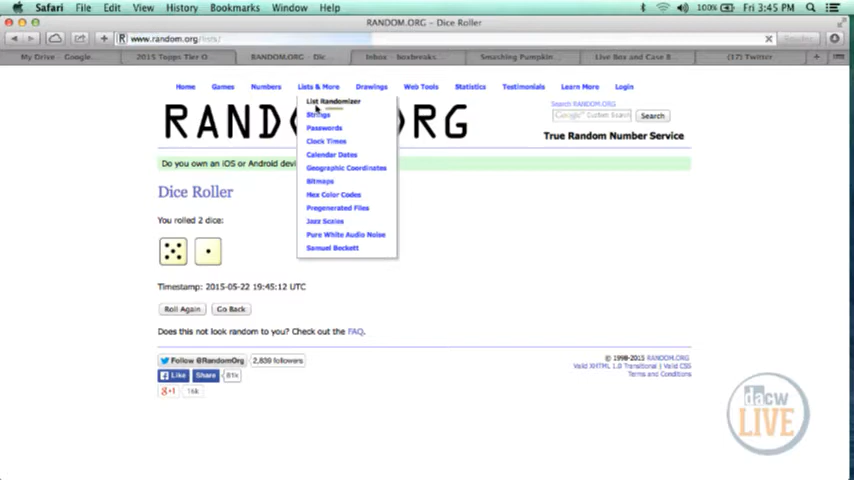 Safari File Edit View History Bookmarks Window Help 100% Fri 3:45 PM
RANDOM.ORG - Dice Roller
www.random.org/lists/
My Drive - Google... 2015 Topps Tier O... RANDOM.ORG - Dic... Inbox - boxbreaks... Smashing Pumpkin... Live Box and Case B... (17) Twitter
Home Games Numbers Lists & More Drawings Web Tools Statistics Testimonials Learn More Login
List Randomizer
Strings
Passwords
Clock Times
Calendar Dates
Geographic Coordinates
Bitmaps
Hex Color Codes
Pregenerated Files
Jazz Scales
Pure White Audio Noise
Samuel Beckett
Search RANDOM.ORG
Google Custom Search
RAND RG
True Random Number Service
Do you own an iOS or Android devi
Dice Roller
You rolled 2 dice:
Timestamp: 2015-05-22 19:45:12 UTC
Roll Again Go Back
Does this not look random to you? Check out the FAQ.
Follow @RandomOrg 2,839 followers
Like Share 81k
g+1 16k
© 1998-2015 RANDOM.ORG
Valid XHTML 1.0 Transitional | Valid CSS
Terms and Conditions
dacw
LIVE